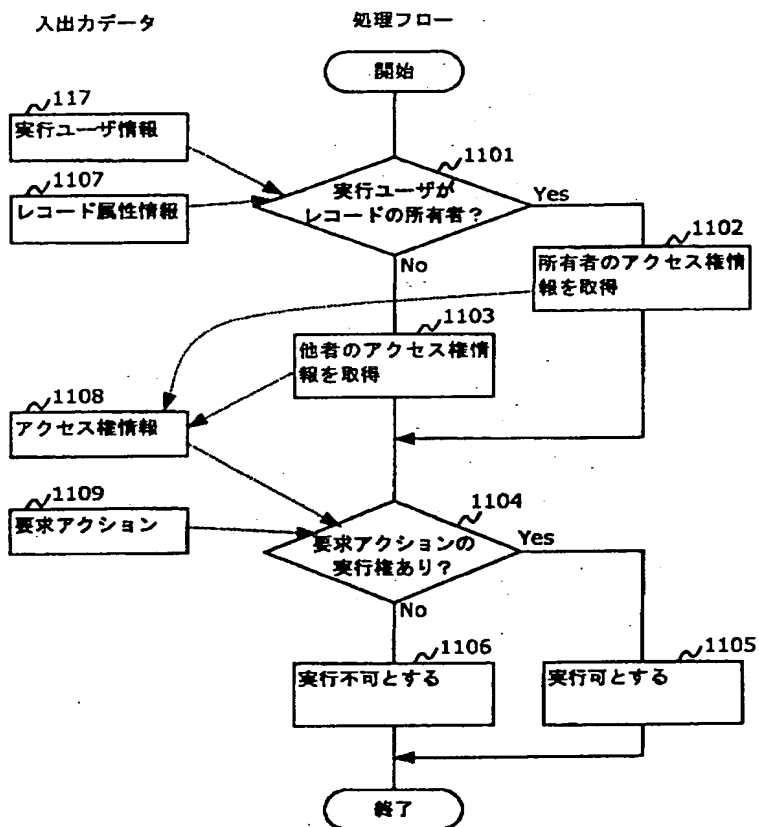 入出力データ
処理フロー
開始
117
実行ユーザ情報
1107
レコード属性情報
1101
実行ユーザが
レコードの所有者？
Yes
No
1102
所有者のアクセス権情
報を取得
1103
他者のアクセス権情
報を取得
1108
アクセス権情報
1109
要求アクション
1104
要求アクションの
実行権あり？
Yes
No
1106
実行不可とする
1105
実行可とする
終了